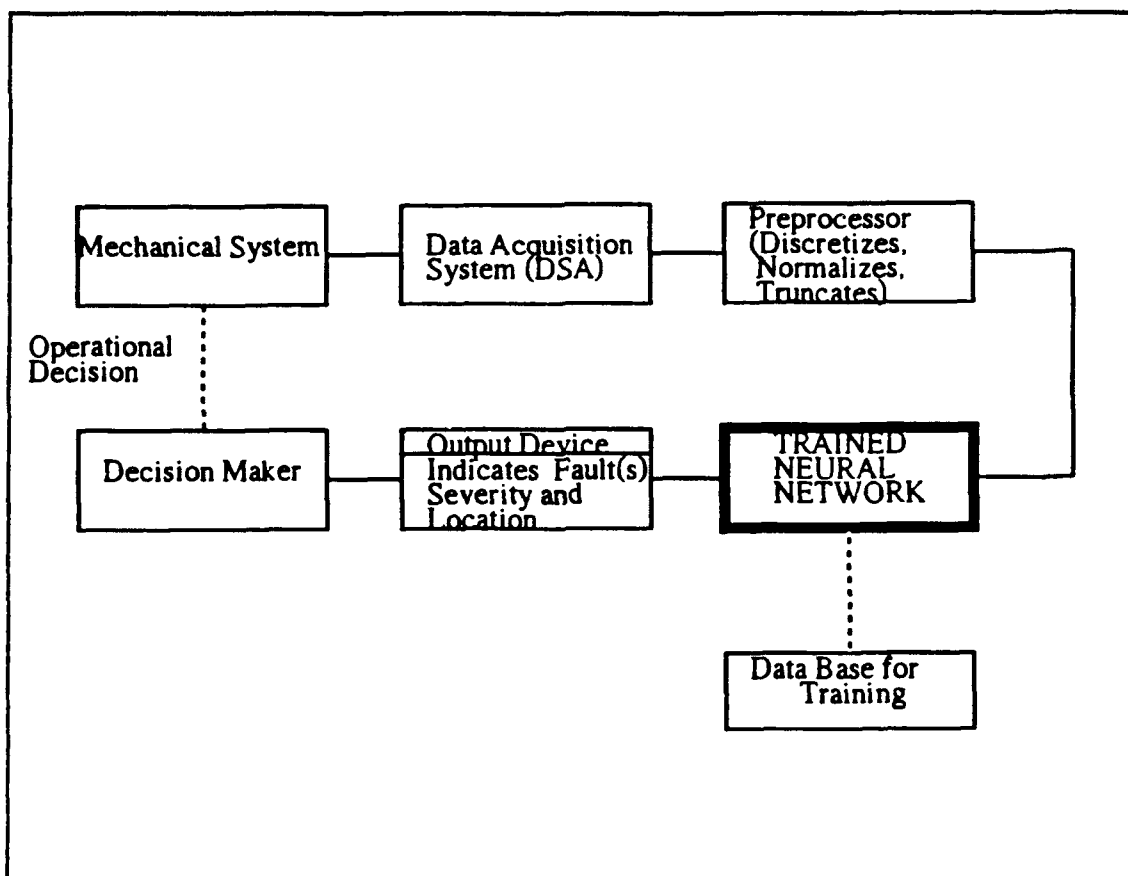 Mechanical System
Data Acquisition
System (DSA)
Preprocessor
(Discretizes,
Normalizes,
Truncates)
Operational
Decision
Decision Maker
Output Device
Indicates Fault(s)
Severity and
Location
TRAINED
NEURAL
NETWORK
Data Base for
Training